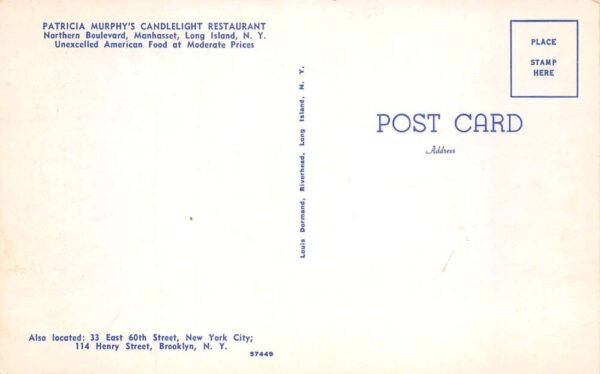 PATRICIA MURPHY'S CANDLELIGHT RESTAURANT
Northern Boulevard, Manhasset, Long Island, N. Y.
Unexcelled American Food at Moderate Prices
PLACE
STAMP
HERE
POST CARD
Address
Louis Dormand, Riverhead, Long Island, N. Y.
Also located: 33 East 60th Street, New York City;
114 Henry Street, Brooklyn, N. Y.
57449